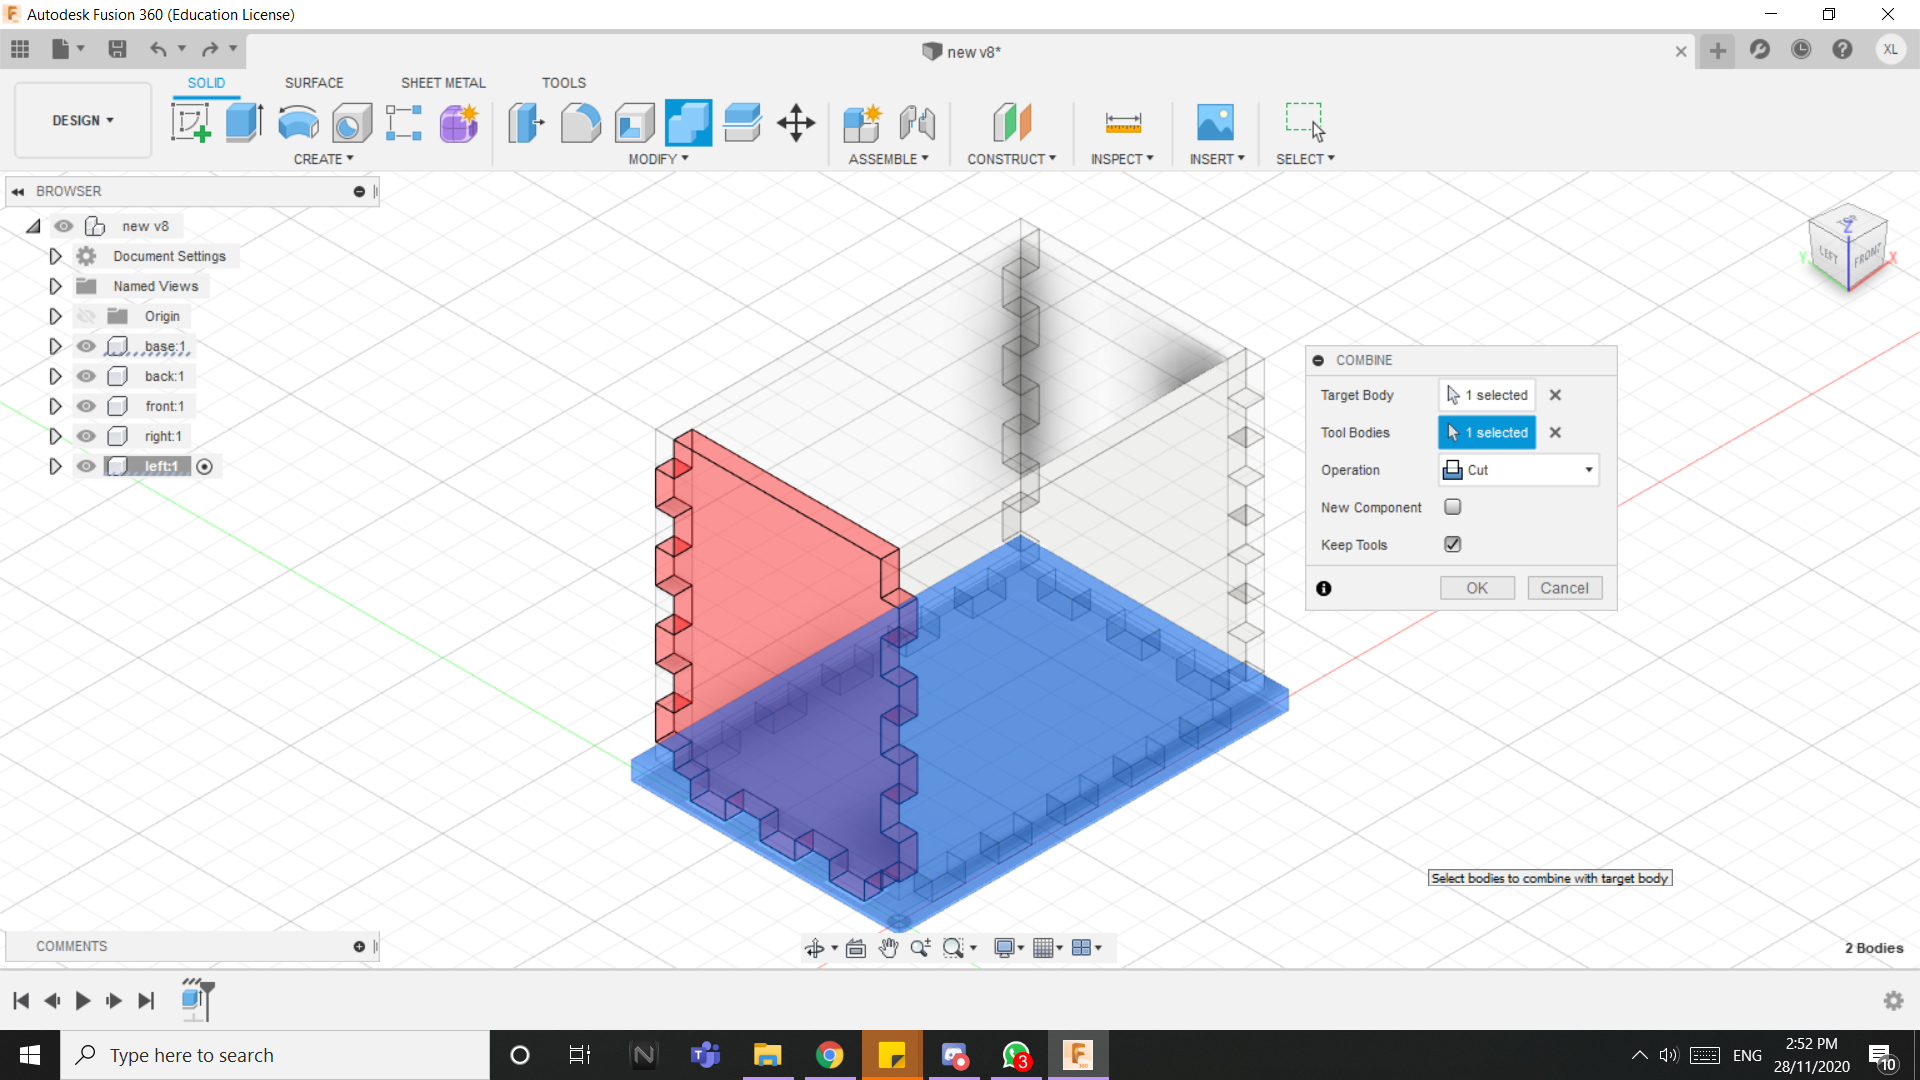 Autodesk Fusion 360 (Education License)
new v8*
XL
SOLID
SURFACE
SHEET METAL
TOOLS
DESIGN
CREATE
MODIFY
ASSEMBLE
CONSTRUCT
INSPECT
INSERT
SELECT
BROWSER
new v8
Document Settings
Named Views
Origin
base:1
back:1
front:1
right:1
left:1
TOP
LEFT
FRONT
Z
Y
X
COMBINE
Target Body
1 selected
Tool Bodies
1 selected
Operation
Cut
New Component
Keep Tools
OK
Cancel
Select bodies to combine with target body
COMMENTS
2 Bodies
Type here to search
3
ENG
2:52 PM
28/11/2020
10